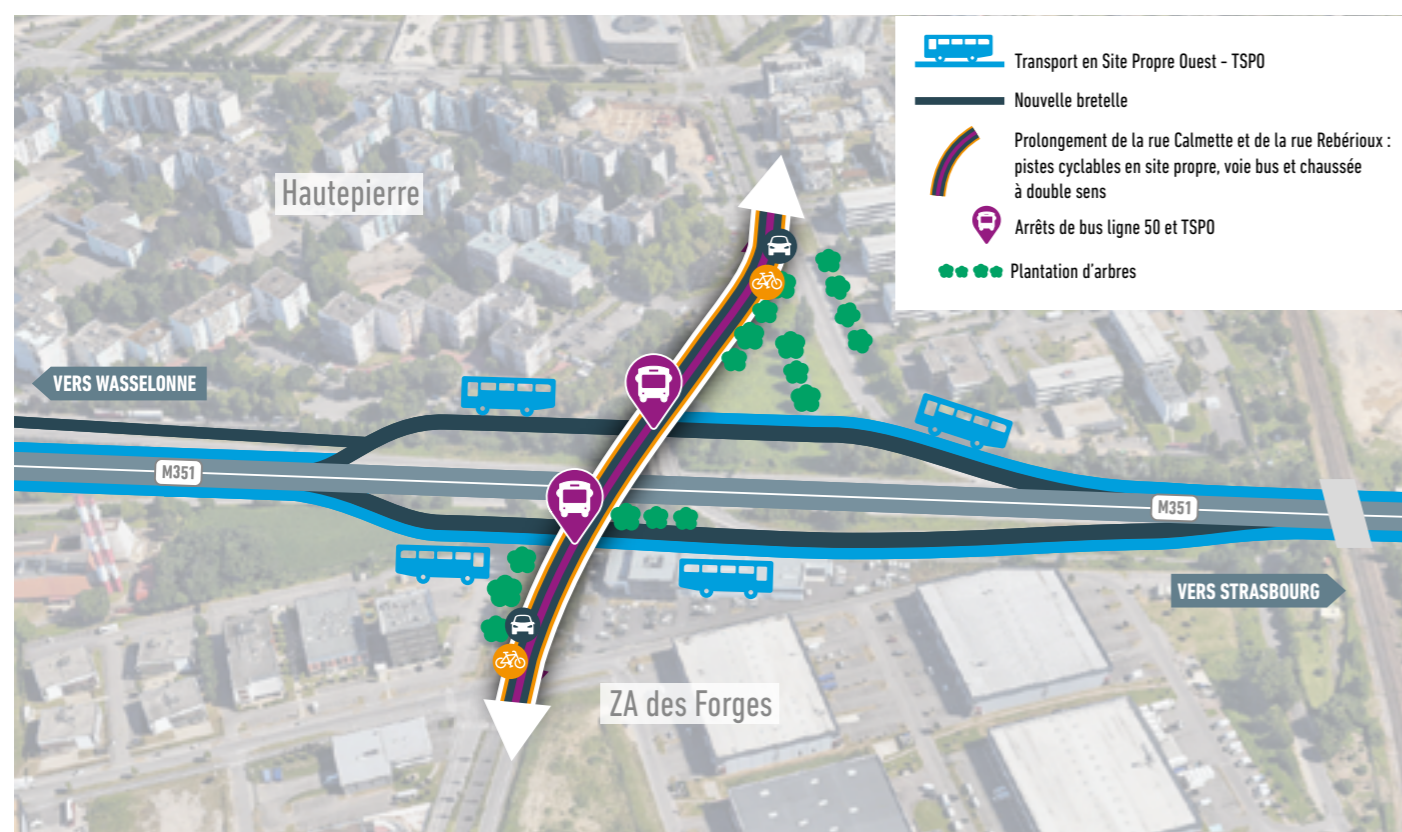 Transport en Site Propre Ouest - TSPO
Nouvelle bretelle
Prolongement de la rue Calmette et de la rue Rebérioux :
pistes cyclables en site propre, voie bus et chaussée
à double sens
Arrêts de bus ligne 50 et TSPO
Plantation d'arbres
Hautepierre
VERS WASSELONNE
M351
M351
VERS STRASBOURG
ZA des Forges